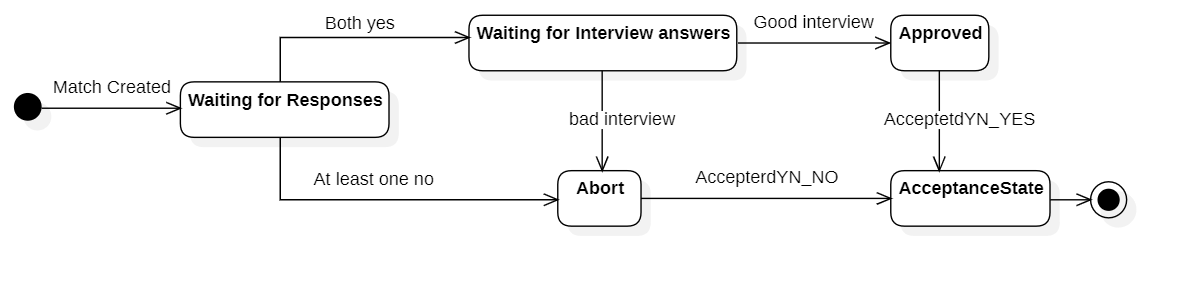 Both yes
Waiting for Interview answers
Good interview
Approved
Match Created
Waiting for Responses
bad interview
AcceptetdYN_YES
At least one no
Abort
AccepterdYN_NO
AcceptanceState